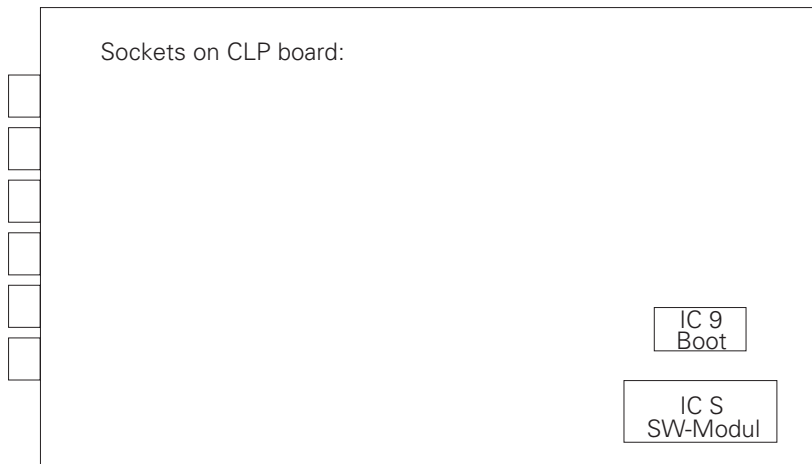 Sockets on CLP board:
IC 9
Boot
IC S
SW-Modul